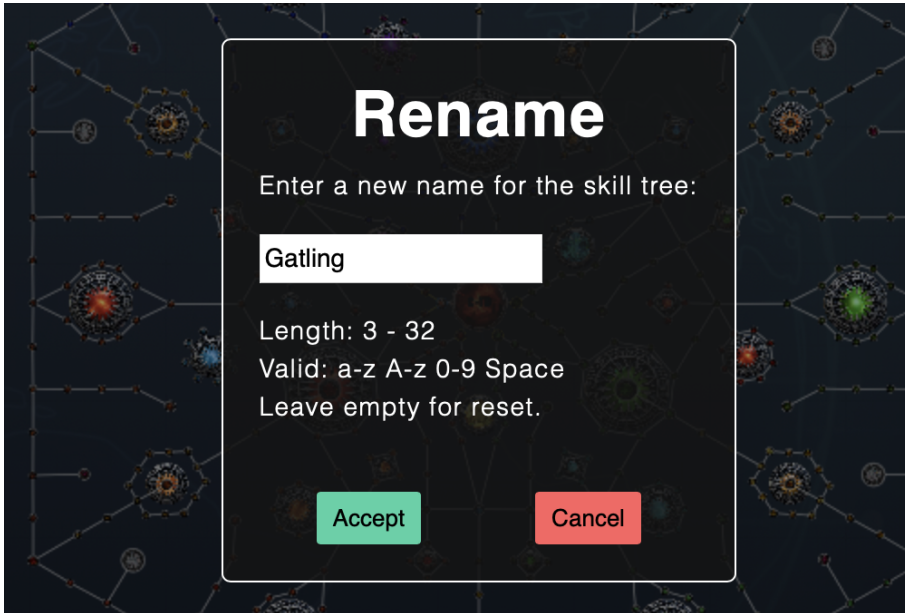 Rename
Enter a new name for the skill tree:
Gatling
Length: 3 - 32
Valid: a-z A-z 0-9 Space
Leave empty for reset.
Accept
Cancel